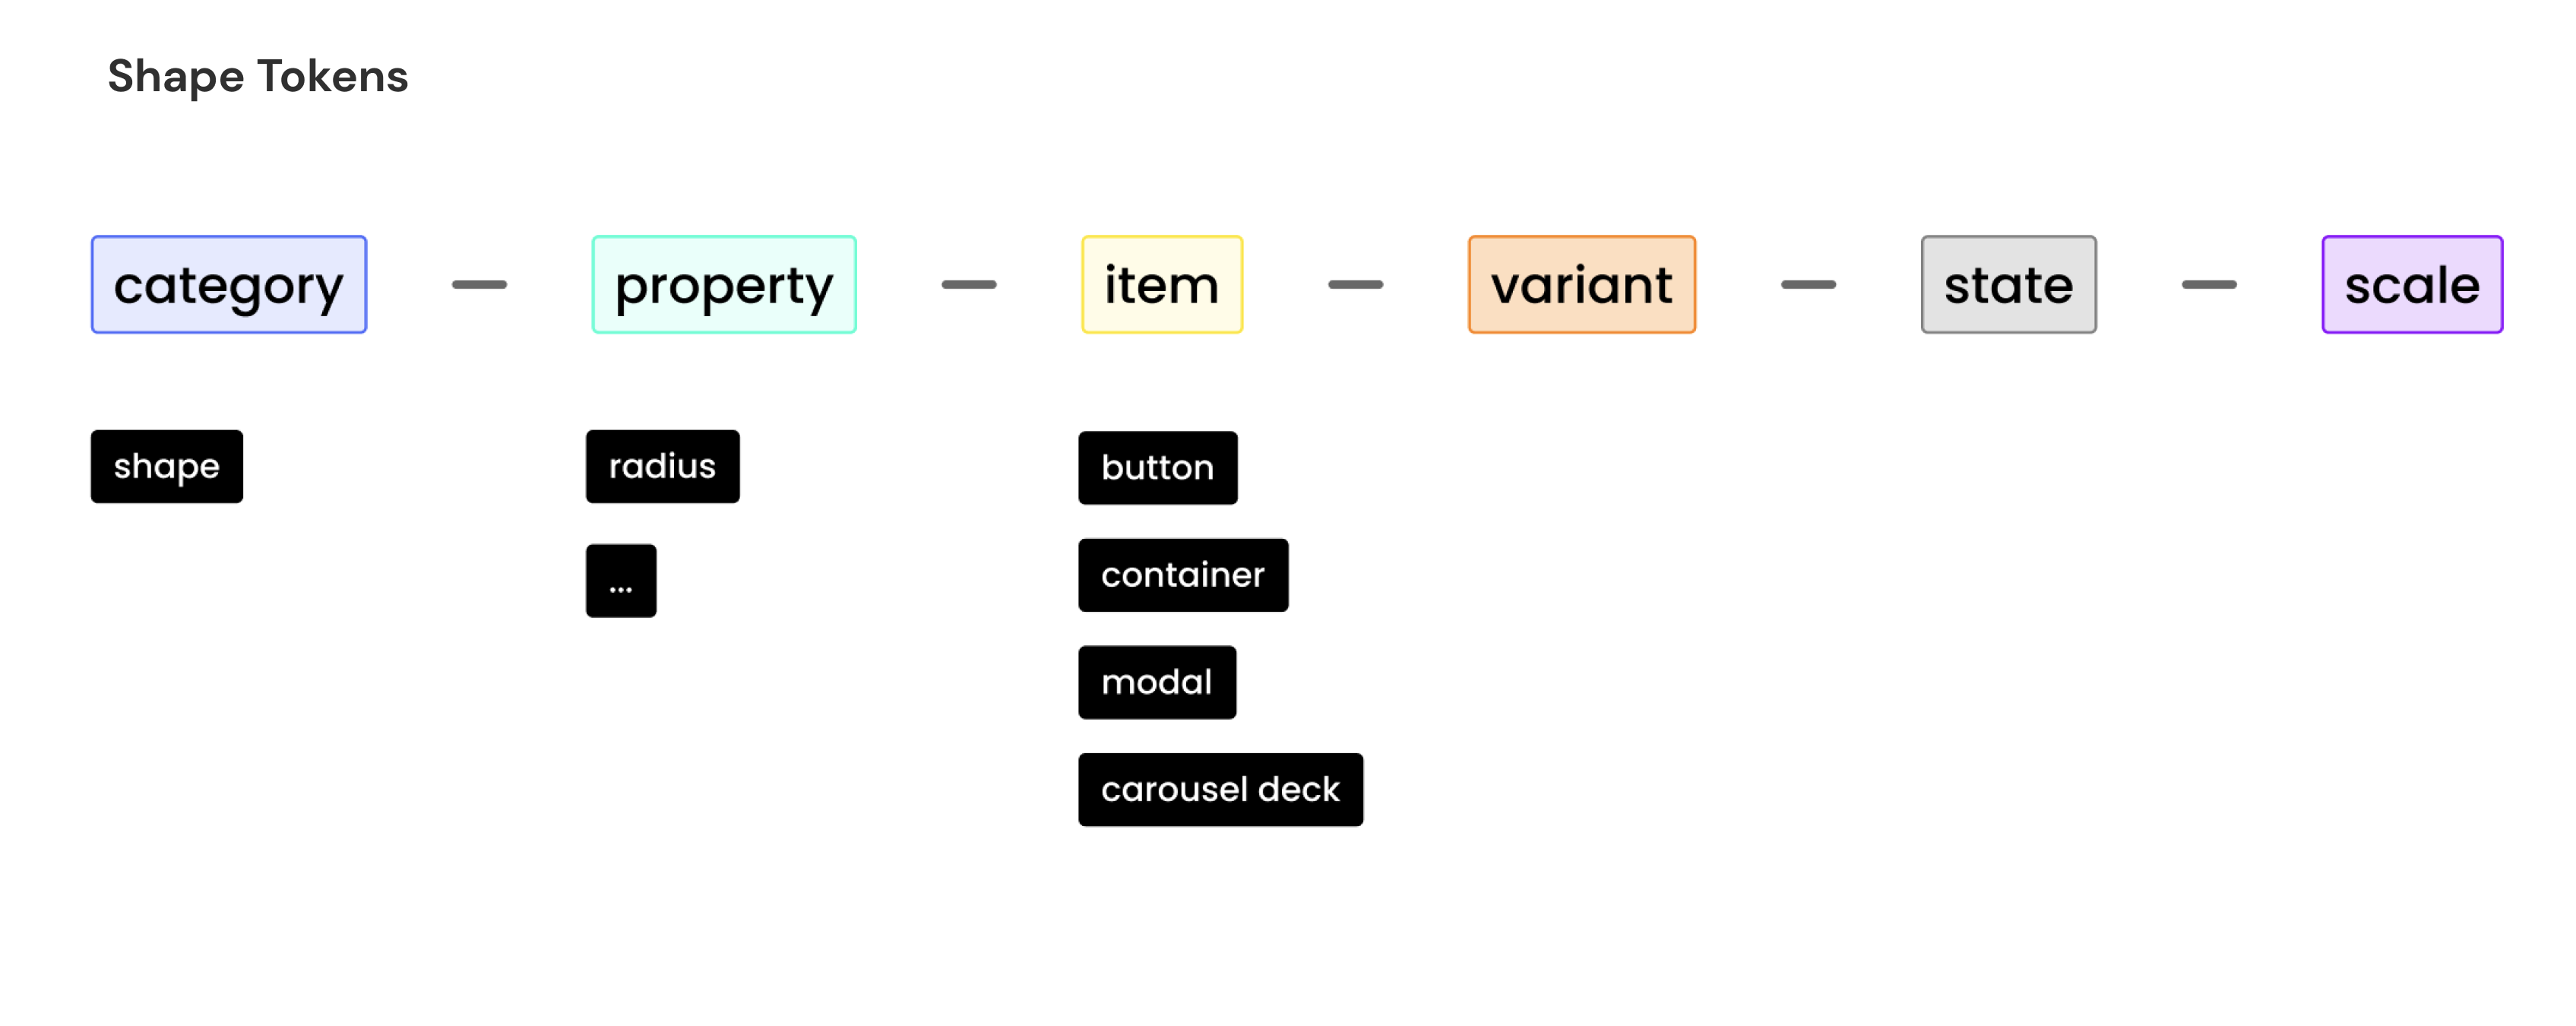 Shape Tokens
category — property — item — variant — state — scale
shape
radius
...
button
container
modal
carousel deck